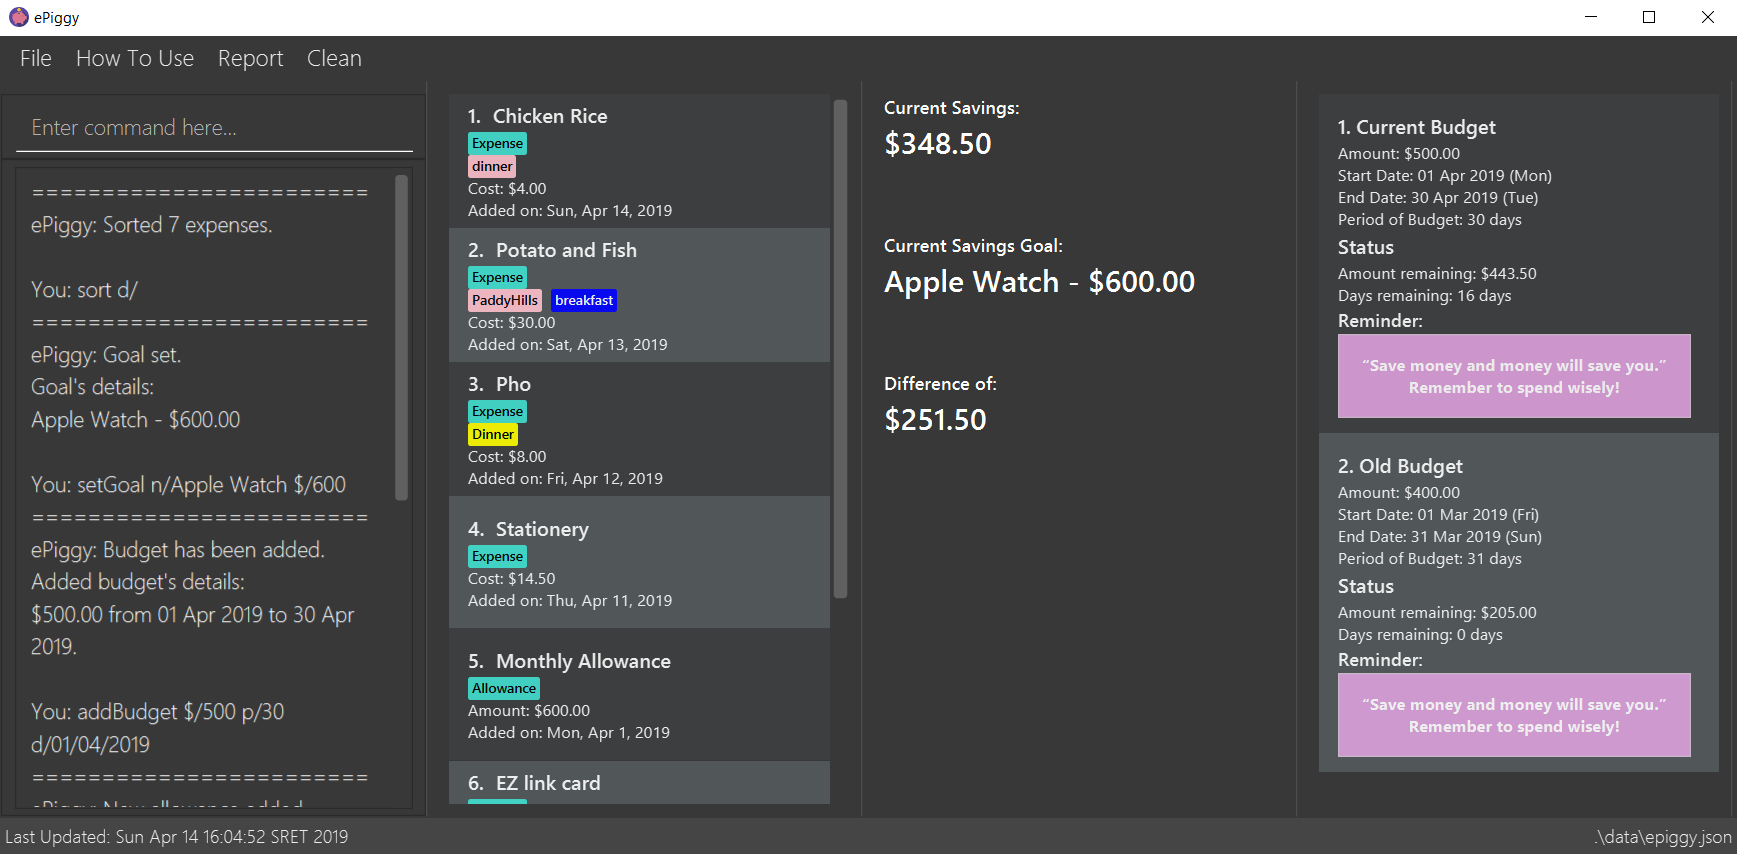 ePiggy
File How To Use Report Clean
Enter command here...
========================
ePiggy: Sorted 7 expenses.
You: sort d/
========================
ePiggy: Goal set.
Goal's details:
Apple Watch - $600.00
You: setGoal n/Apple Watch $/600
========================
ePiggy: Budget has been added.
Added budget's details:
$500.00 from 01 Apr 2019 to 30 Apr
2019.
You: addBudget $/500 p/30
d/01/04/2019
========================
ePiggy: New allowance added
1. Chicken Rice
Expense
dinner
Cost: $4.00
Added on: Sun, Apr 14, 2019
2. Potato and Fish
Expense
PaddyHills breakfast
Cost: $30.00
Added on: Sat, Apr 13, 2019
3. Pho
Expense
Dinner
Cost: $8.00
Added on: Fri, Apr 12, 2019
4. Stationery
Expense
Cost: $14.50
Added on: Thu, Apr 11, 2019
5. Monthly Allowance
Allowance
Amount: $600.00
Added on: Mon, Apr 1, 2019
6. EZ link card
Current Savings:
$348.50
Current Savings Goal:
Apple Watch - $600.00
Difference of:
$251.50
1. Current Budget
Amount: $500.00
Start Date: 01 Apr 2019 (Mon)
End Date: 30 Apr 2019 (Tue)
Period of Budget: 30 days
Status
Amount remaining: $443.50
Days remaining: 16 days
Reminder:
“Save money and money will save you.”
Remember to spend wisely!
2. Old Budget
Amount: $400.00
Start Date: 01 Mar 2019 (Fri)
End Date: 31 Mar 2019 (Sun)
Period of Budget: 31 days
Status
Amount remaining: $205.00
Days remaining: 0 days
Reminder:
“Save money and money will save you.”
Remember to spend wisely!
Last Updated: Sun Apr 14 16:04:52 SRET 2019
.\data\epiggy.json